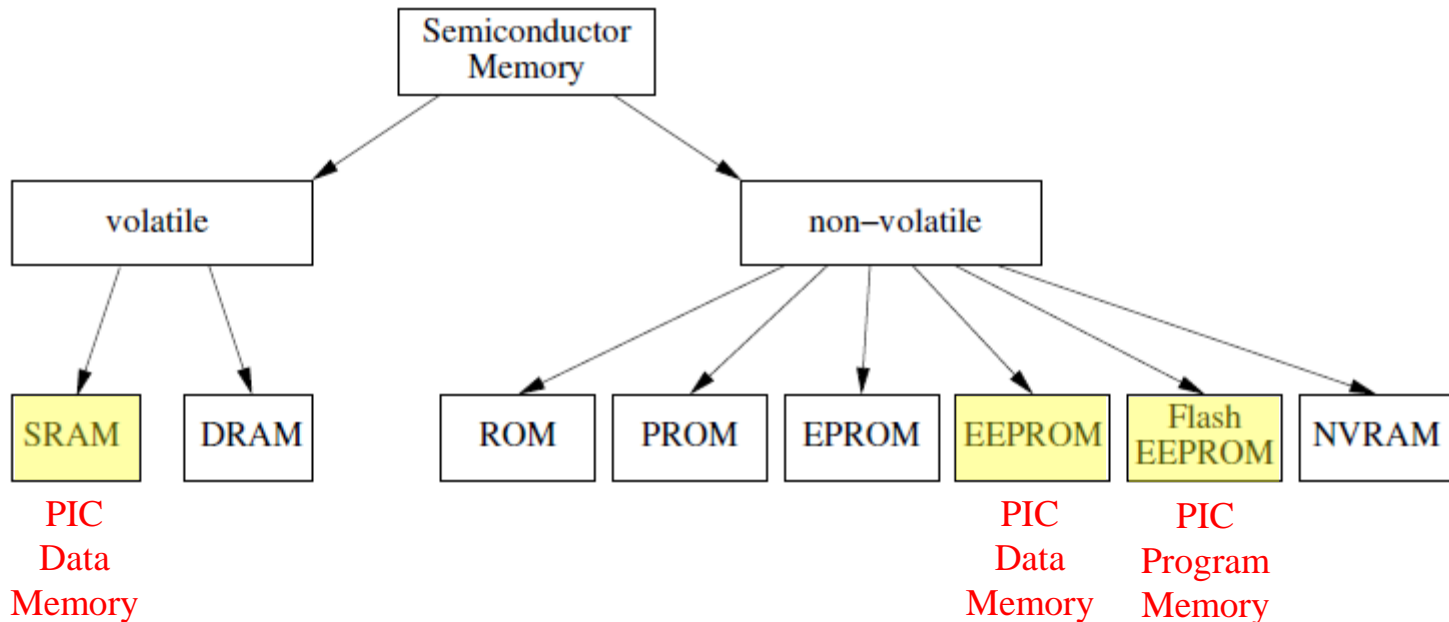 Semiconductor
Memory
volatile
non−volatile
SRAM
DRAM
ROM
PROM
EPROM
EEPROM
Flash
EEPROM
NVRAM
PIC
Data
Memory
PIC
Data
Memory
PIC
Program
Memory